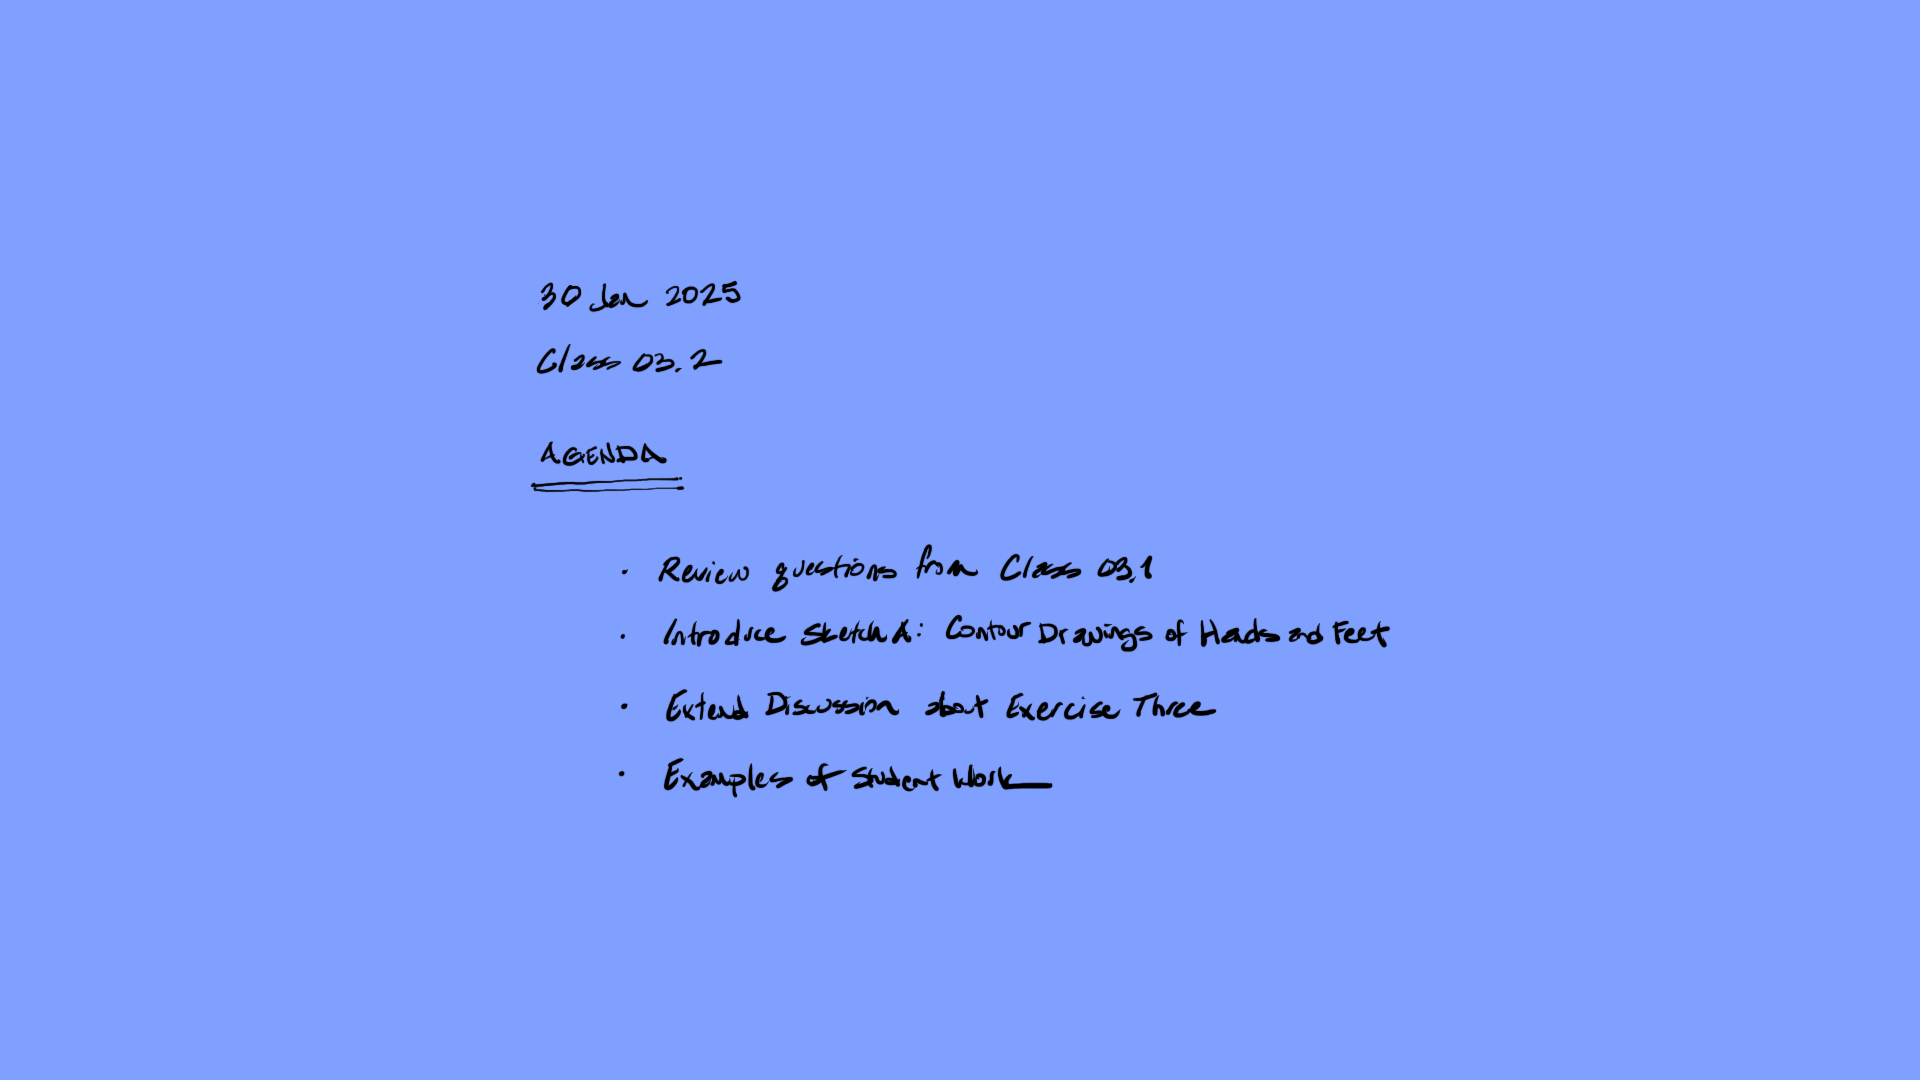 30 Jan 2025
Class 03.2
AGENDA
· Review questions from Class 03.1
· Introduce Sketch A: Contour Drawings of Hands and Feet
· Extend Discussion about Exercise Three
· Examples of Student Work